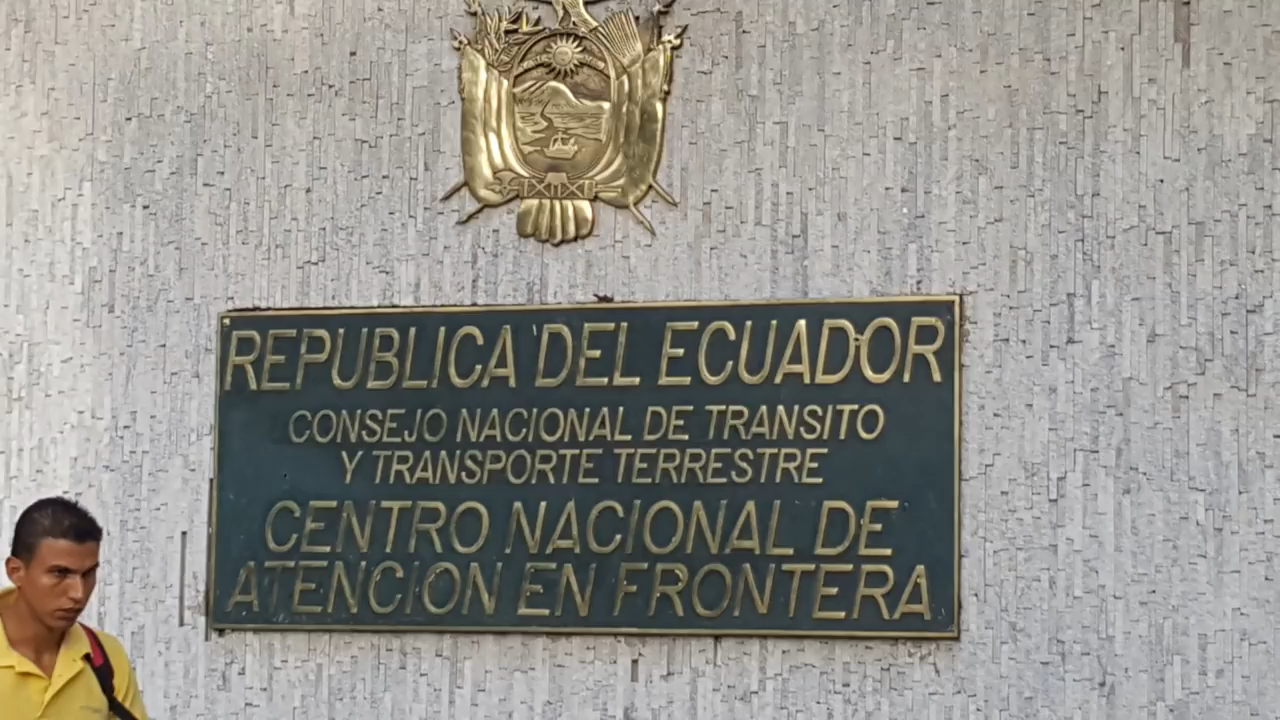 REPUBLICA DEL ECUADOR
CONSEJO NACIONAL DE TRANSITO
Y TRANSPORTE TERRESTRE
CENTRO NACIONAL DE
ATENCION EN FRONTERA